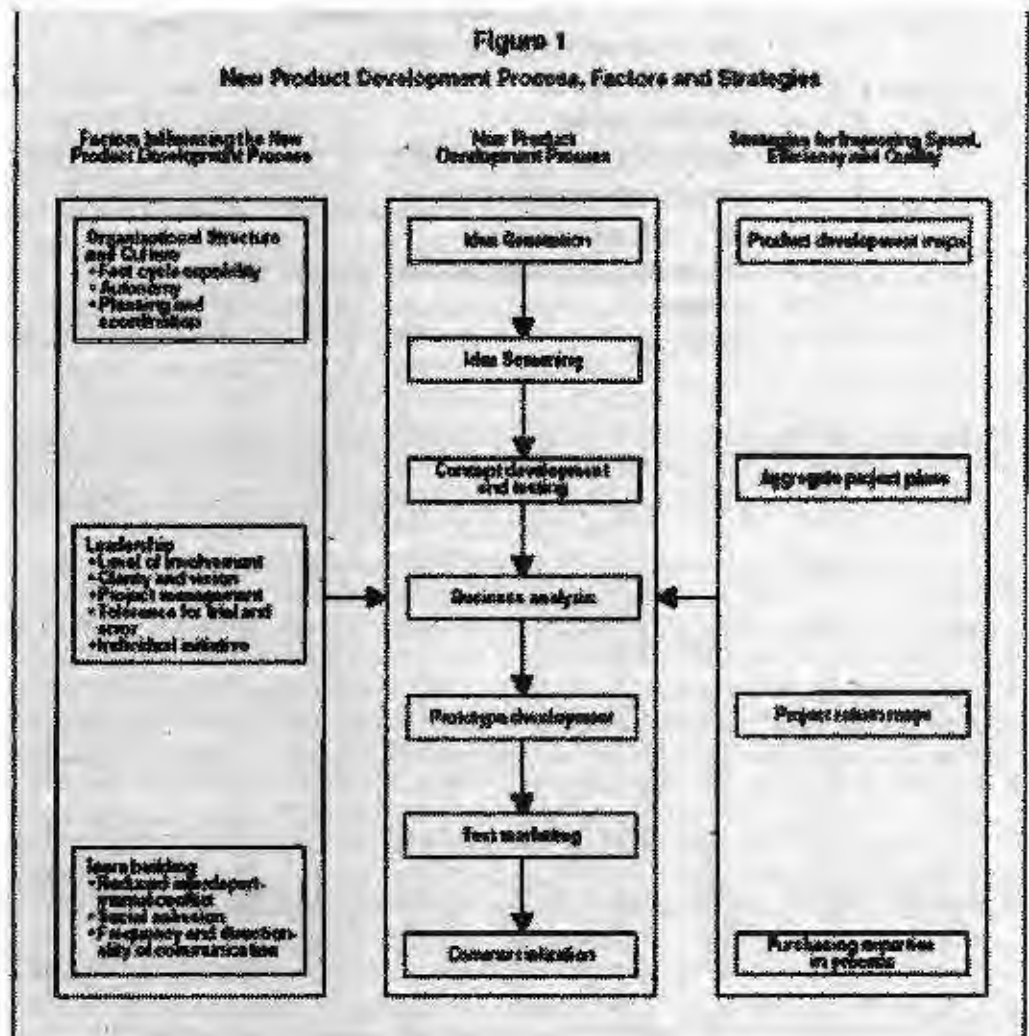 Figure 1
New Product Development Process, Factors and Strategies
Factors Influencing the New
Product Development Process
Organizational Structure
and Culture
•Fast cycle capability
•Autonomy
•Planning and
coordination
Leadership
•Level of involvement
•Clarity and vision
•Project management
•Tolerance for trial and
error
•Individual initiative
Team building
•Reduced interdepart-
mental conflict
•Social cohesion
•Frequency and direction-
ality of communication
New Product
Development Process
Idea Generation
Idea Screening
Concept development
and testing
Business analysis
Prototype development
Test marketing
Commercialization
Strategies for Improving Speed,
Efficiency and Quality
Product development maps
Aggregate project plans
Project maps
Purchasing expertise
in